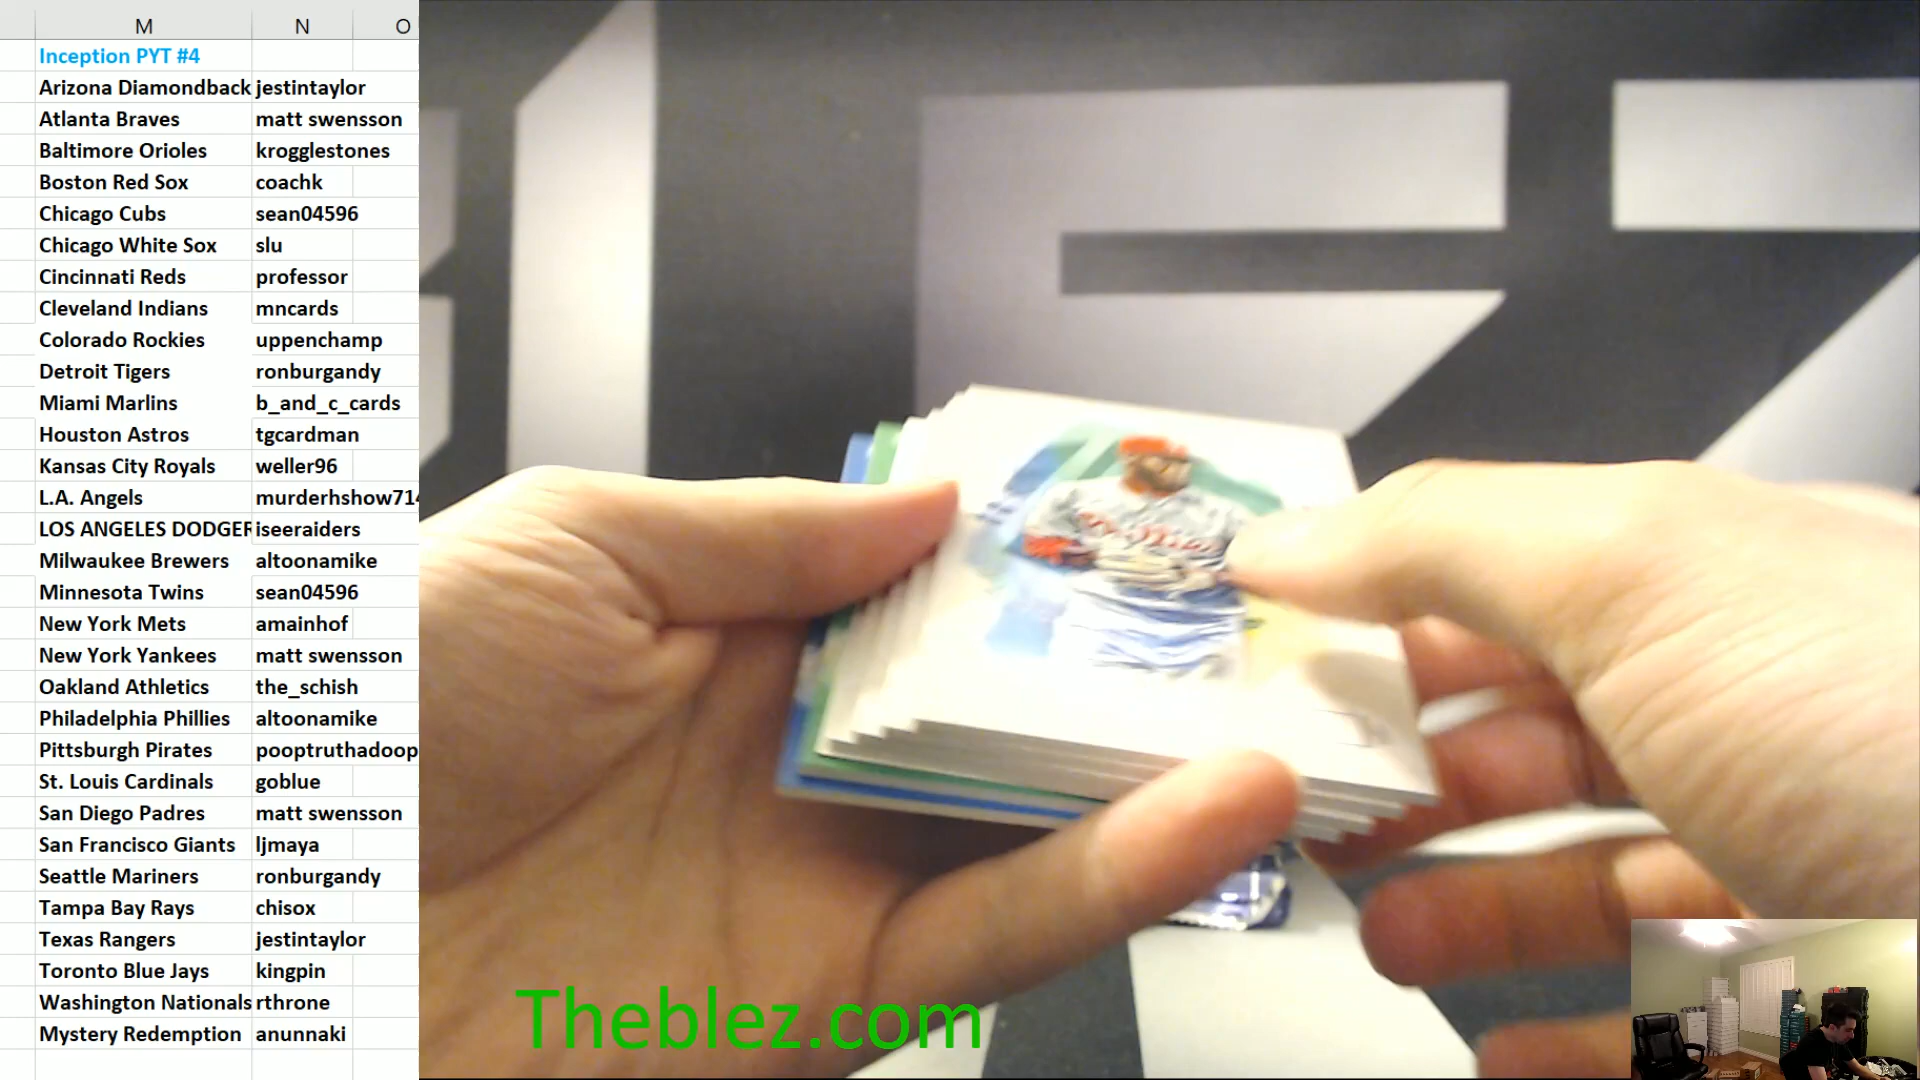 M N O
Inception PYT #4
Arizona Diamondback jestintaylor
Atlanta Braves matt swensson
Baltimore Orioles krogglestones
Boston Red Sox coachk
Chicago Cubs sean04596
Chicago White Sox slu
Cincinnati Reds professor
Cleveland Indians mncards
Colorado Rockies uppenchamp
Detroit Tigers ronburgandy
Miami Marlins b_and_c_cards
Houston Astros tgcardman
Kansas City Royals weller96
L.A. Angels murderhshow714
LOS ANGELES DODGER iseeraiders
Milwaukee Brewers altoonamike
Minnesota Twins sean04596
New York Mets amainhof
New York Yankees matt swensson
Oakland Athletics the_schish
Philadelphia Phillies altoonamike
Pittsburgh Pirates pooptruthadoop
St. Louis Cardinals goblue
San Diego Padres matt swensson
San Francisco Giants ljmaya
Seattle Mariners ronburgandy
Tampa Bay Rays chisox
Texas Rangers jestintaylor
Toronto Blue Jays kingpin
Washington Nationals rthrone
Mystery Redemption anunnaki
Theblez.com